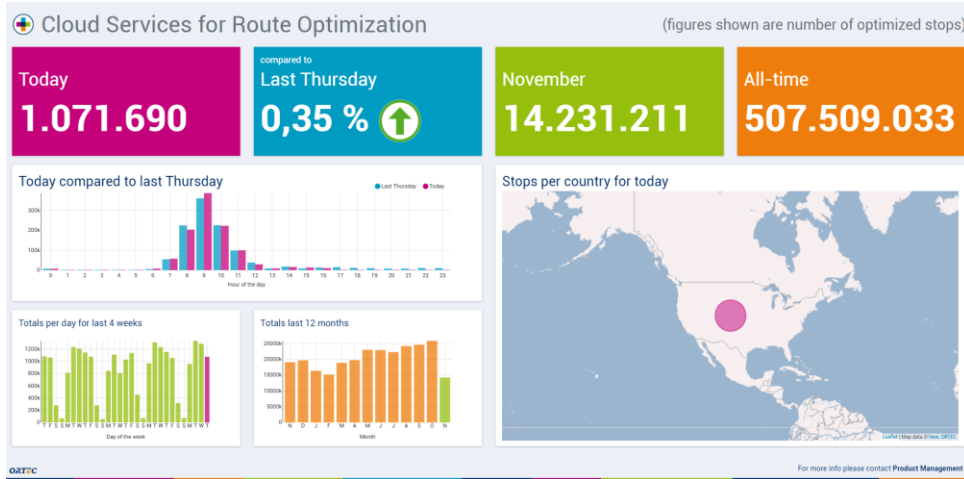 Cloud Services for Route Optimization
(figures shown are number of optimized stops)
Today
1.071.690
compared to
Last Thursday
0,35 %
November
14.231.211
All-time
507.509.033
Today compared to last Thursday
Last Thursday Today
300k
200k
100k
0
0 1 2 3 4 5 6 7 8 9 10 11 12 13 14 15 16 17 18 19 20 21 22 23
Hour of the day
Stops per country for today
Leaflet | Map data © here, ORTEC
Totals per day for last 4 weeks
1200k
1000k
800k
600k
400k
200k
0
T F S S M T W T F S S M T W T F S S M T W T F S S M T W T
Day of the week
Totals last 12 months
25000k
20000k
15000k
10000k
5000k
0
N D J F M A M J J A S O N
Month
ORTEC
For more info please contact Product Management